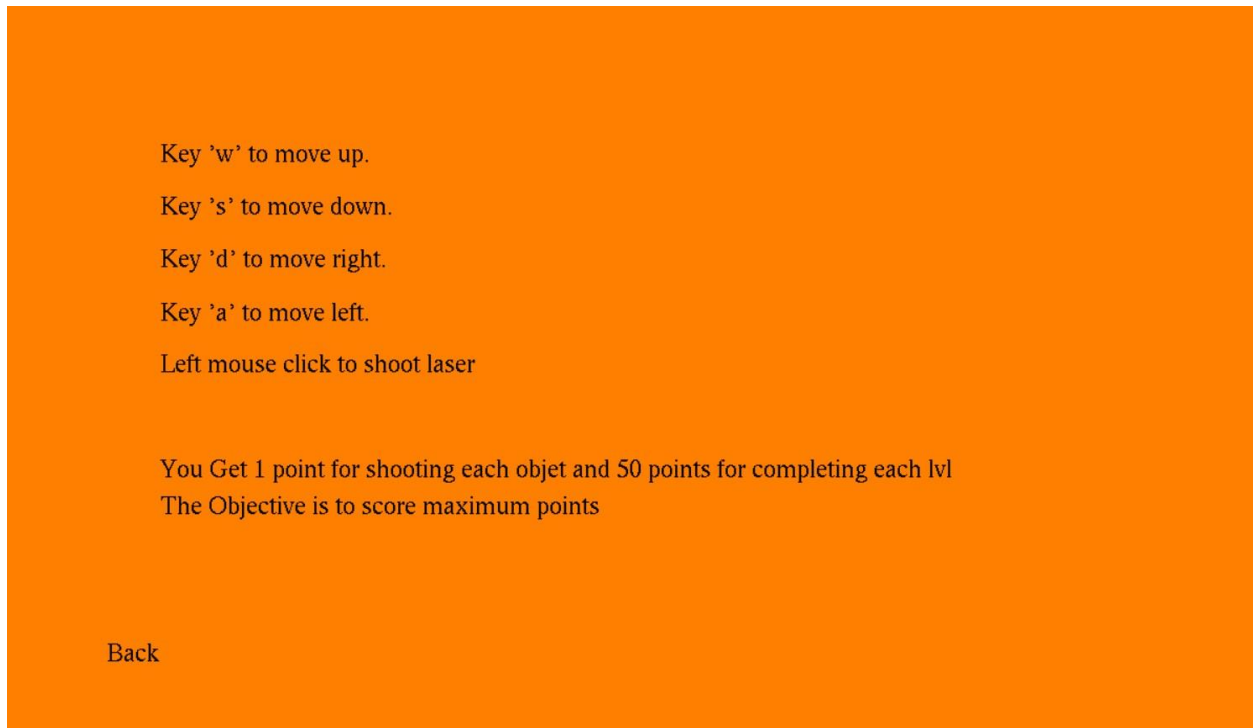 Key ’w’ to move up.
Key ’s’ to move down.
Key ’d’ to move right.
Key ’a’ to move left.
Left mouse click to shoot laser
You Get 1 point for shooting each objet and 50 points for completing each lvl
The Objective is to score maximum points
Back